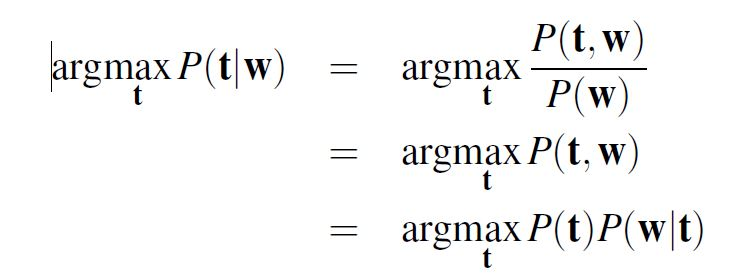 argmax_t P(t|w) = argmax_t P(t, w) / P(w)
= argmax_t P(t, w)
= argmax_t P(t)P(w|t)